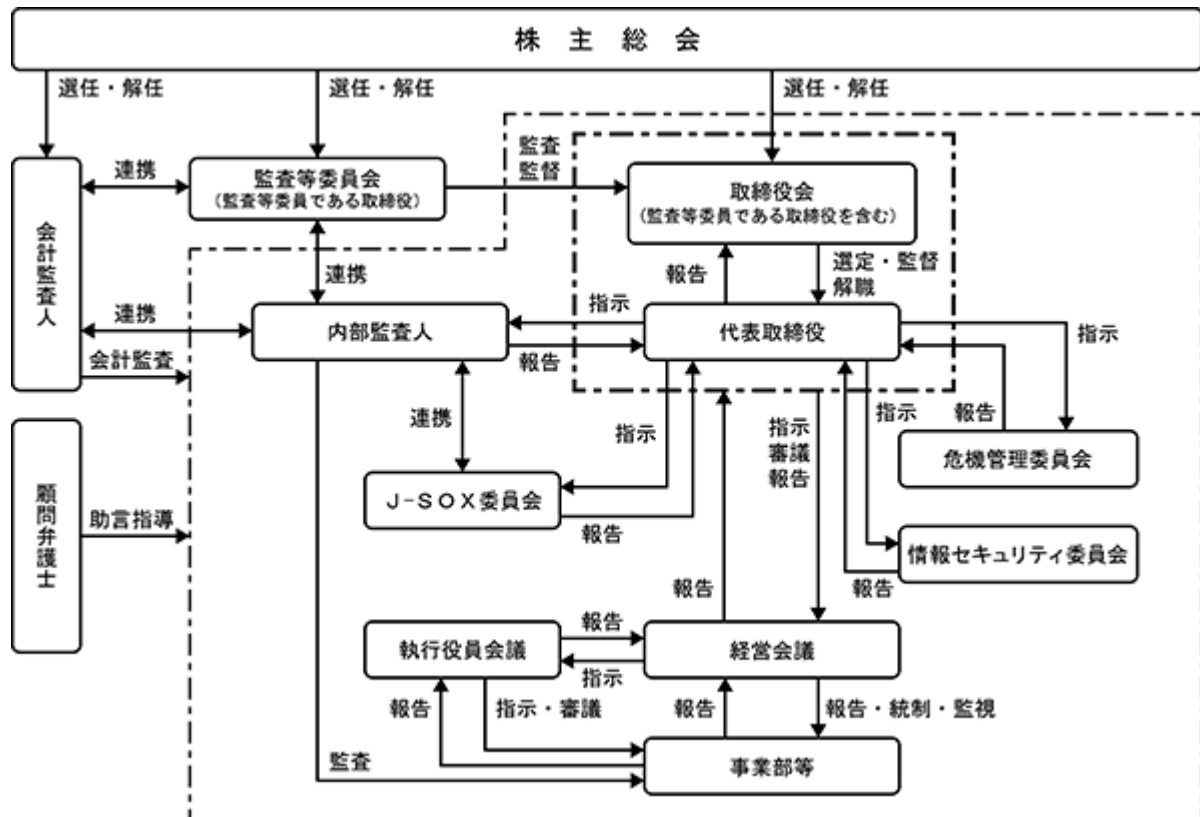 株主総会
選任・解任
選任・解任
選任・解任
監査
監督
連携
監査等委員会
(監査等委員である取締役)
取締役会
(監査等委員である取締役を含む)
会計監査人
連携
報告
選定・監督
解職
連携
内部監査人
指示
報告
代表取締役
指示
会計監査
報告
連携
指示
指示
審議
報告
指示
危機管理委員会
顧問弁護士
助言指導
J-SOX委員会
報告
情報セキュリティ委員会
報告
報告
執行役員会議
報告
指示
経営会議
報告
指示・審議
報告
報告・統制・監視
監査
事業部等